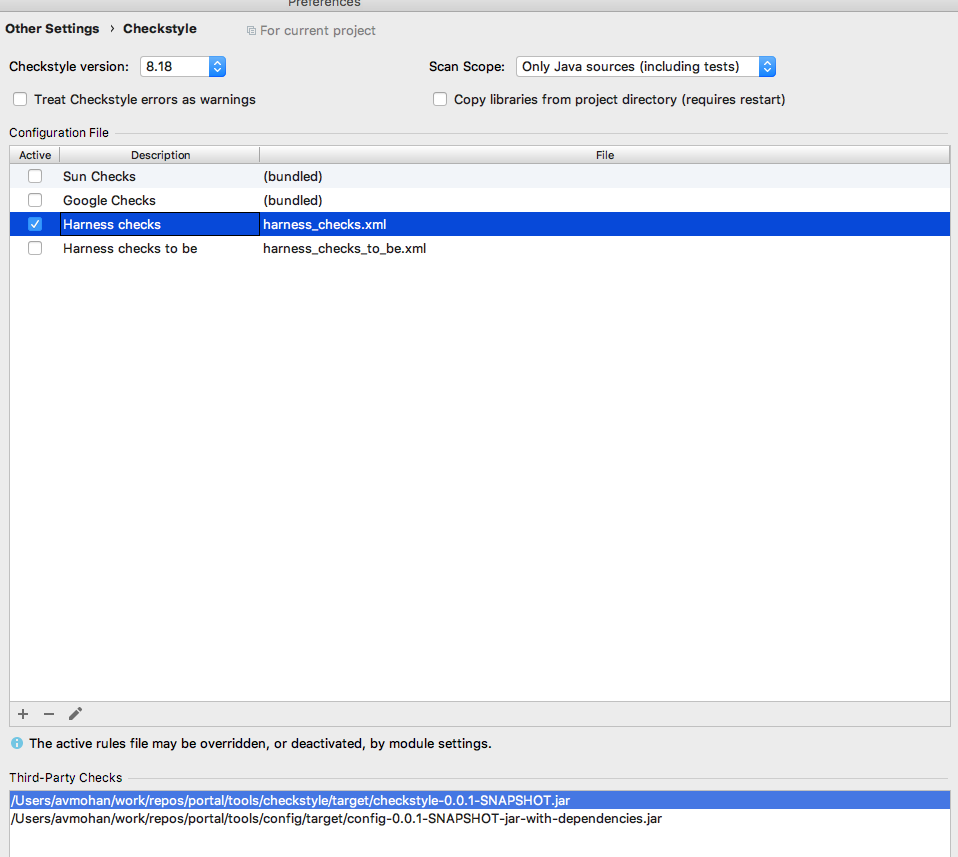 Preferences
Other Settings › Checkstyle For current project
Checkstyle version: 8.18 Scan Scope: Only Java sources (including tests)
Treat Checkstyle errors as warnings Copy libraries from project directory (requires restart)
Configuration File
Active Description File
Sun Checks (bundled)
Google Checks (bundled)
Harness checks harness_checks.xml
Harness checks to be harness_checks_to_be.xml
The active rules file may be overridden, or deactivated, by module settings.
Third-Party Checks
/Users/avmohan/work/repos/portal/tools/checkstyle/target/checkstyle-0.0.1-SNAPSHOT.jar
/Users/avmohan/work/repos/portal/tools/config/target/config-0.0.1-SNAPSHOT-jar-with-dependencies.jar